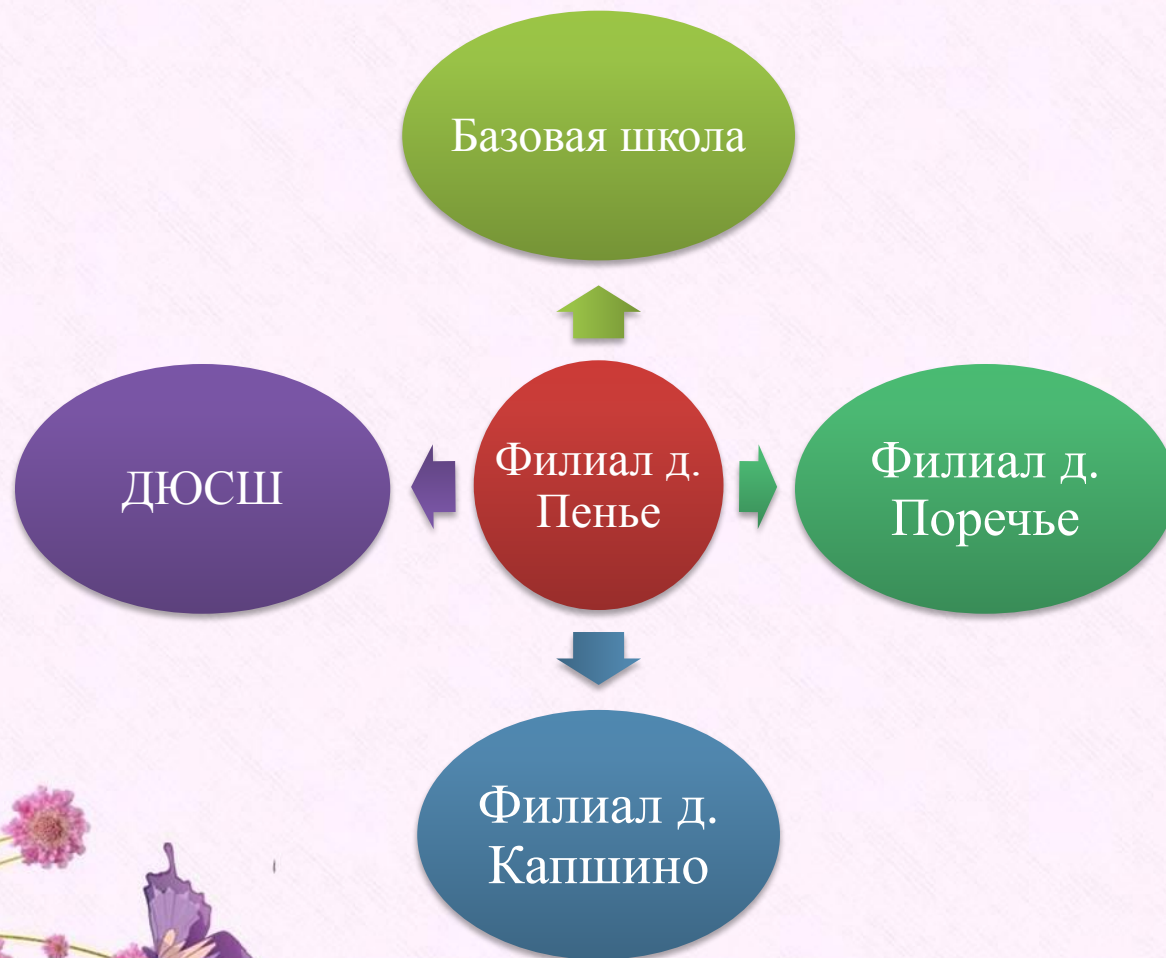 Базовая школа
ДЮСШ
Филиал д.
Пенье
Филиал д.
Поречье
Филиал д.
Капшино